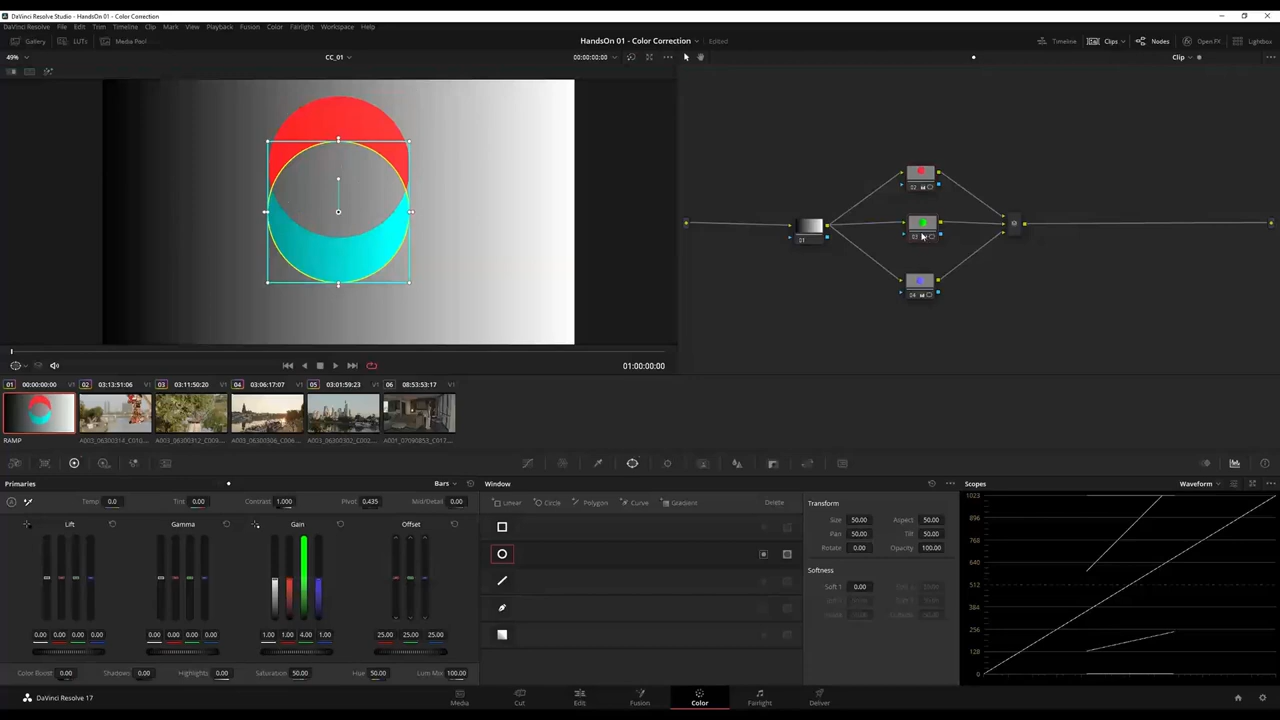 DaVinci Resolve Studio - HandsOn 01 - Color Correction
DaVinci Resolve File Edit Trim Timeline Clip Mark View Playback Fusion Color Fairlight Workspace Help
Gallery LUTs Media Pool HandsOn 01 - Color Correction Edited Timeline Clips Nodes Open FX Lightbox
49% CC_01 00:00:00:00 Clip
02
03
01
04
01:00:00:00
01 00:00:00:00 V1 02 03:13:51:06 V1 03 03:11:50:20 V1 04 03:06:17:07 V1 05 03:01:59:23 V1 06 08:53:53:17 V1
RAMP A003_06300314_C010... A003_06300312_C009... A003_06300306_C006... A003_06300302_C002... A001_07090853_C017...
Primaries Bars Window Scopes Waveform
Temp 0.0 Tint 0.00 Contrast 1.000 Pivot 0.435 Mid/Detail 0.00
Linear Circle Polygon Curve Gradient Delete
Transform
Lift Gamma Gain Offset
Size 50.00 Aspect 50.00
Pan 50.00 Tilt 50.00
Rotate 0.00 Opacity 100.00
Softness
Soft 1 0.00
0.00 0.00 0.00 0.00 0.00 0.00 0.00 0.00 1.00 1.00 4.00 1.00 25.00 25.00 25.00
Color Boost 0.00 Shadows 0.00 Highlights 0.00 Saturation 50.00 Hue 50.00 Lum Mix 100.00
1023
896
768
640
512
384
256
128
0
DaVinci Resolve 17 Media Cut Edit Fusion Color Fairlight Deliver